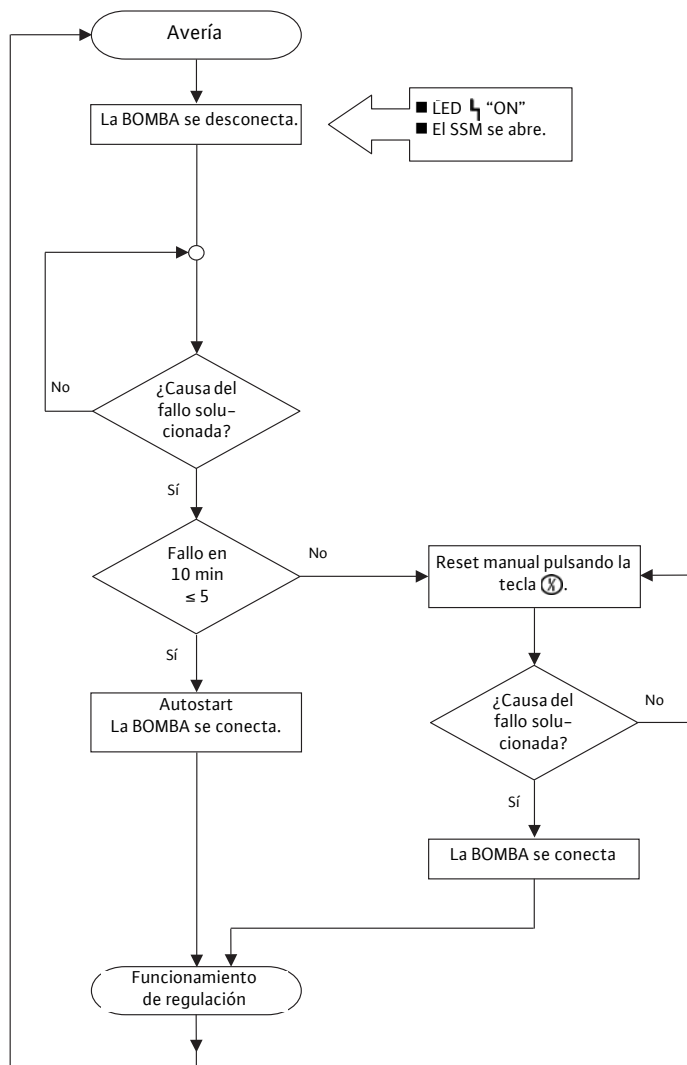 Avería
La BOMBA se desconecta.
■ LED "ON"
■ El SSM se abre.
No
¿Causa del
fallo solu-
cionada?
Sí
Fallo en
10 min
≤ 5
No
Reset manual pulsando la
tecla
.
Sí
Autostart
La BOMBA se conecta.
¿Causa del
fallo solu-
cionada?
No
Sí
La BOMBA se conecta
Funcionamiento
de regulación